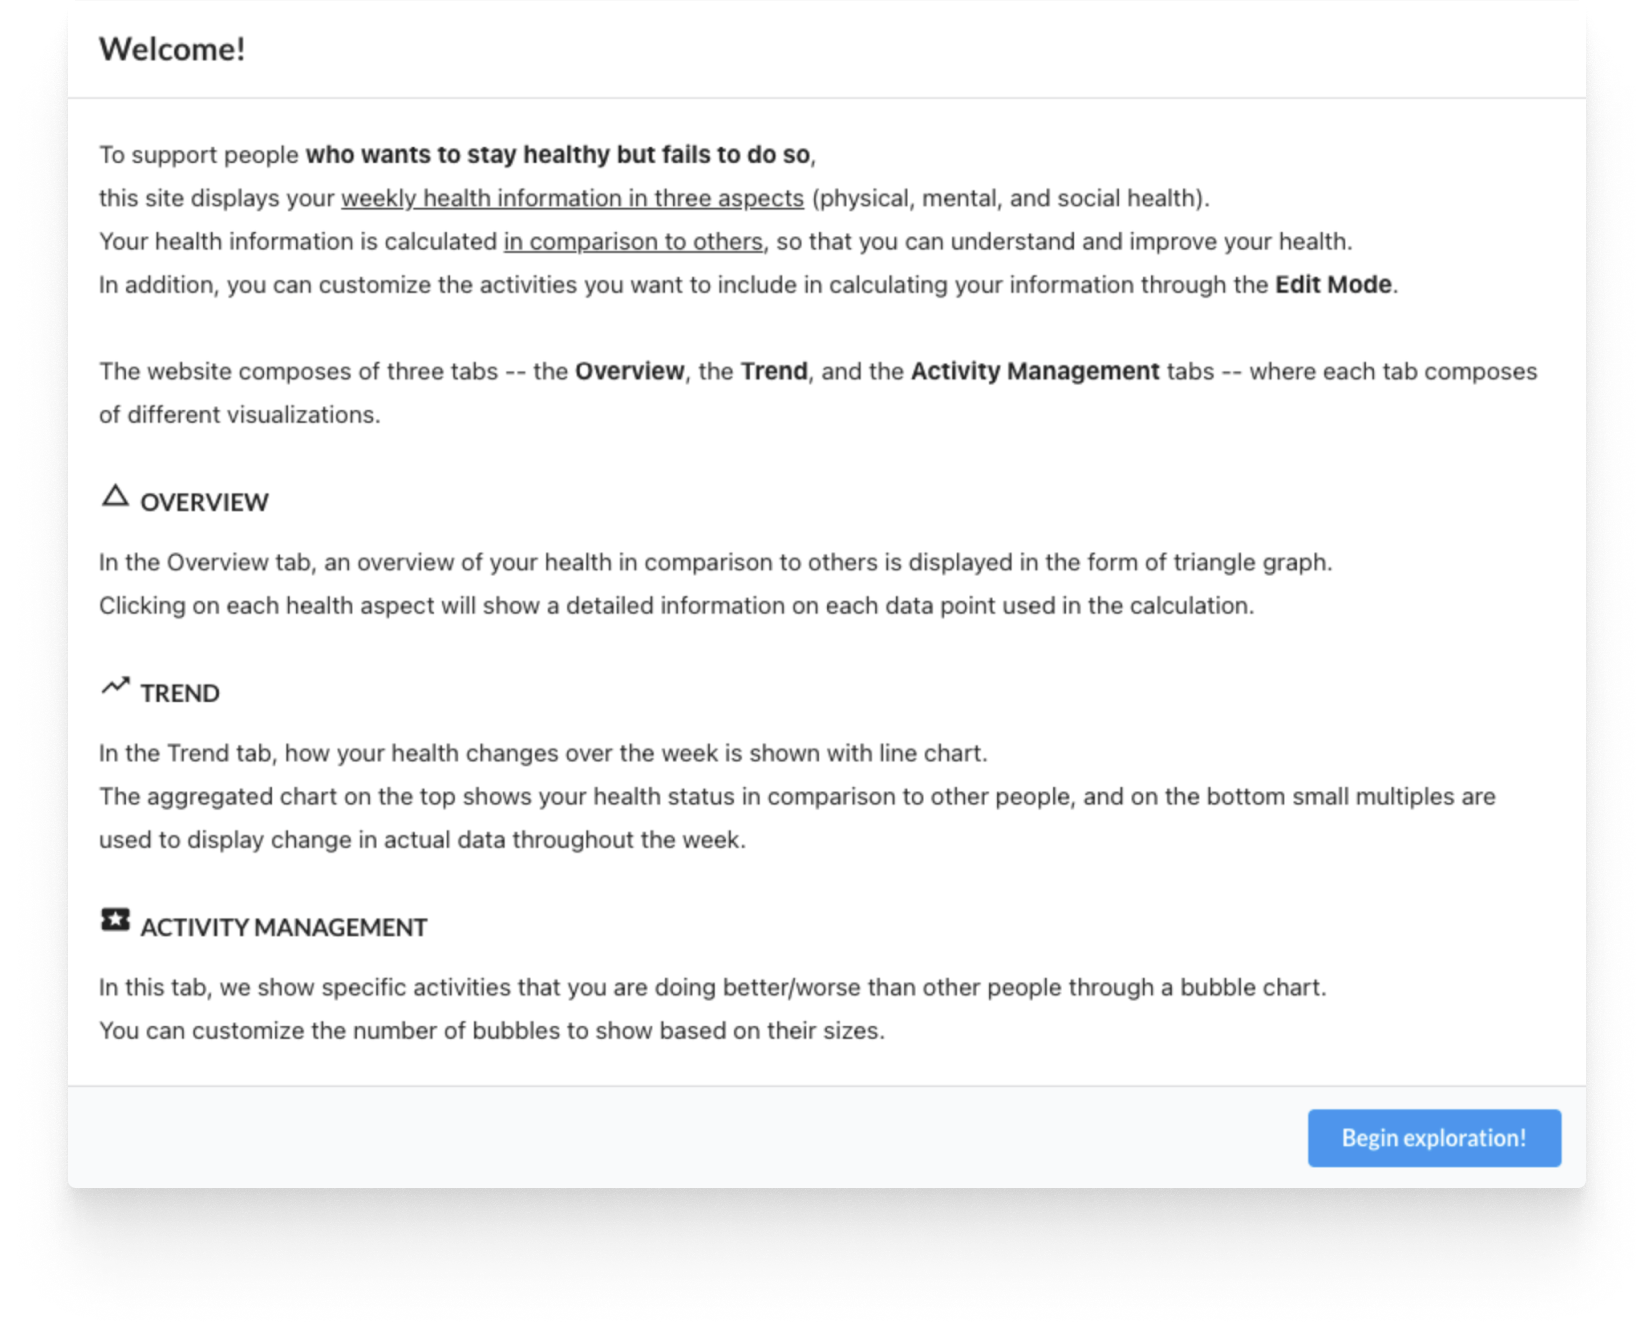 Welcome!
To support people who wants to stay healthy but fails to do so,
this site displays your weekly health information in three aspects (physical, mental, and social health).
Your health information is calculated in comparison to others, so that you can understand and improve your health.
In addition, you can customize the activities you want to include in calculating your information through the Edit Mode.
The website composes of three tabs -- the Overview, the Trend, and the Activity Management tabs -- where each tab composes
of different visualizations.
OVERVIEW
In the Overview tab, an overview of your health in comparison to others is displayed in the form of triangle graph.
Clicking on each health aspect will show a detailed information on each data point used in the calculation.
TREND
In the Trend tab, how your health changes over the week is shown with line chart.
The aggregated chart on the top shows your health status in comparison to other people, and on the bottom small multiples are
used to display change in actual data throughout the week.
ACTIVITY MANAGEMENT
In this tab, we show specific activities that you are doing better/worse than other people through a bubble chart.
You can customize the number of bubbles to show based on their sizes.
Begin exploration!